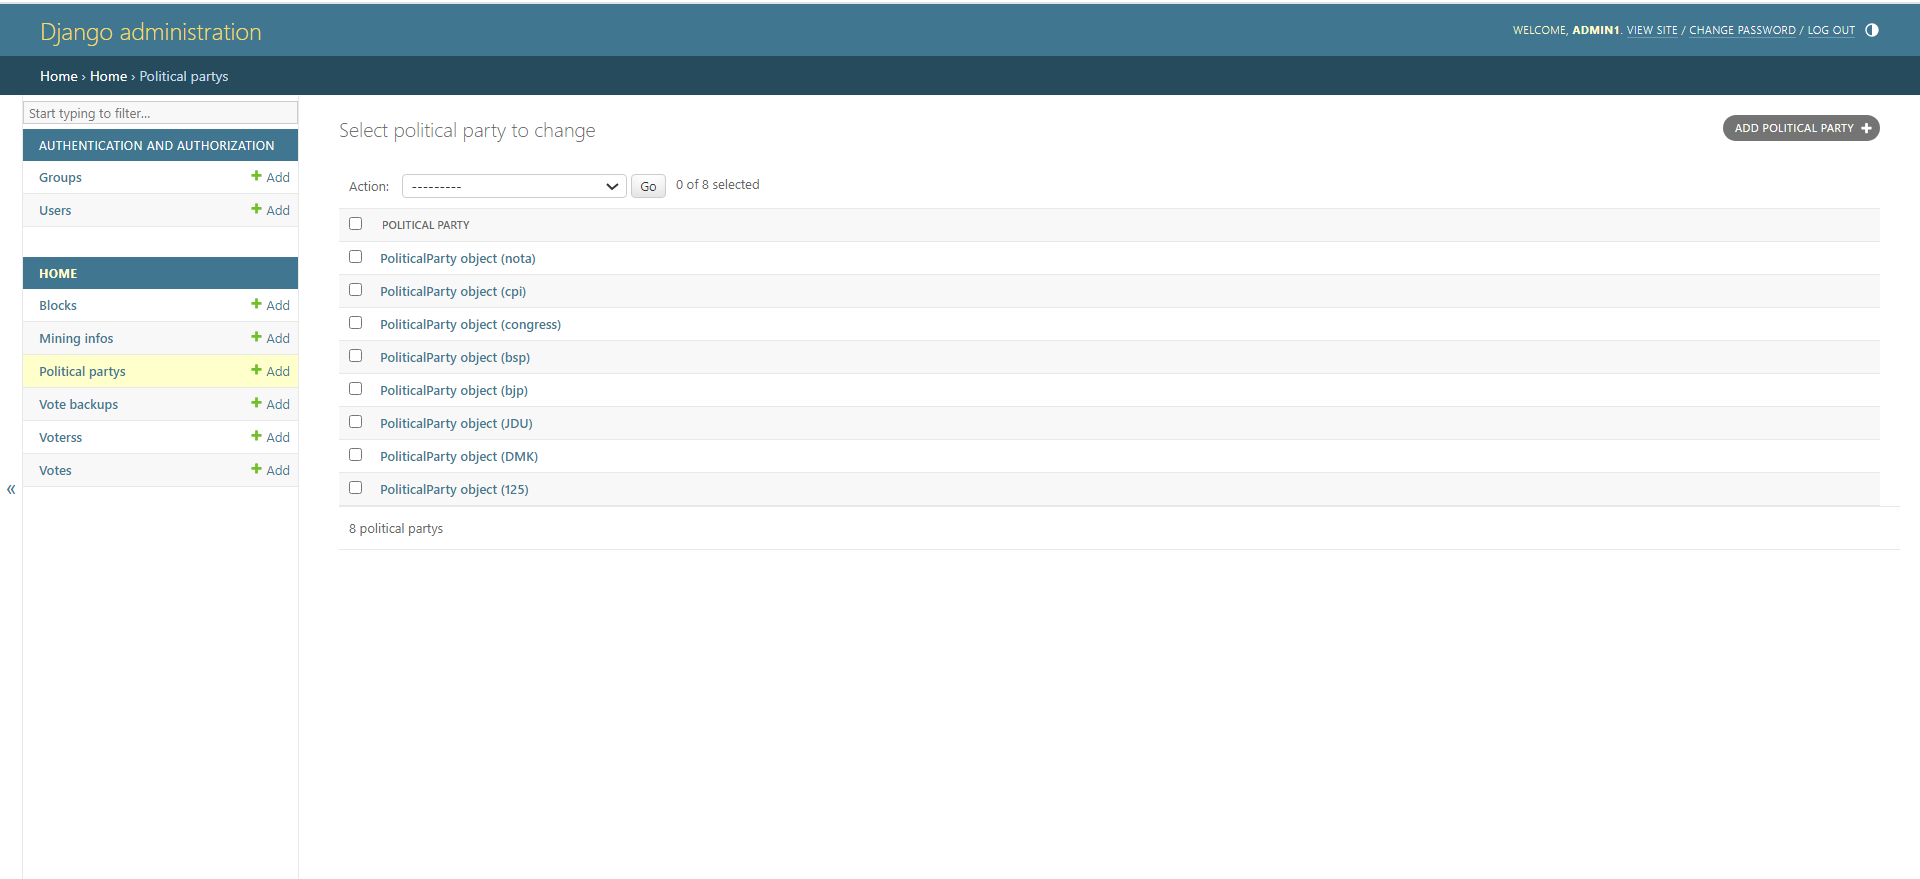 Django administration
WELCOME, ADMIN1. VIEW SITE / CHANGE PASSWORD / LOG OUT
Home › Home › Political partys
Start typing to filter...
AUTHENTICATION AND AUTHORIZATION
Groups + Add
Users + Add
HOME
Blocks + Add
Mining infos + Add
Political partys + Add
Vote backups + Add
Voterss + Add
Votes + Add
«
Select political party to change
ADD POLITICAL PARTY +
Action: --------- Go 0 of 8 selected
POLITICAL PARTY
PoliticalParty object (nota)
PoliticalParty object (cpi)
PoliticalParty object (congress)
PoliticalParty object (bsp)
PoliticalParty object (bjp)
PoliticalParty object (JDU)
PoliticalParty object (DMK)
PoliticalParty object (125)
8 political partys